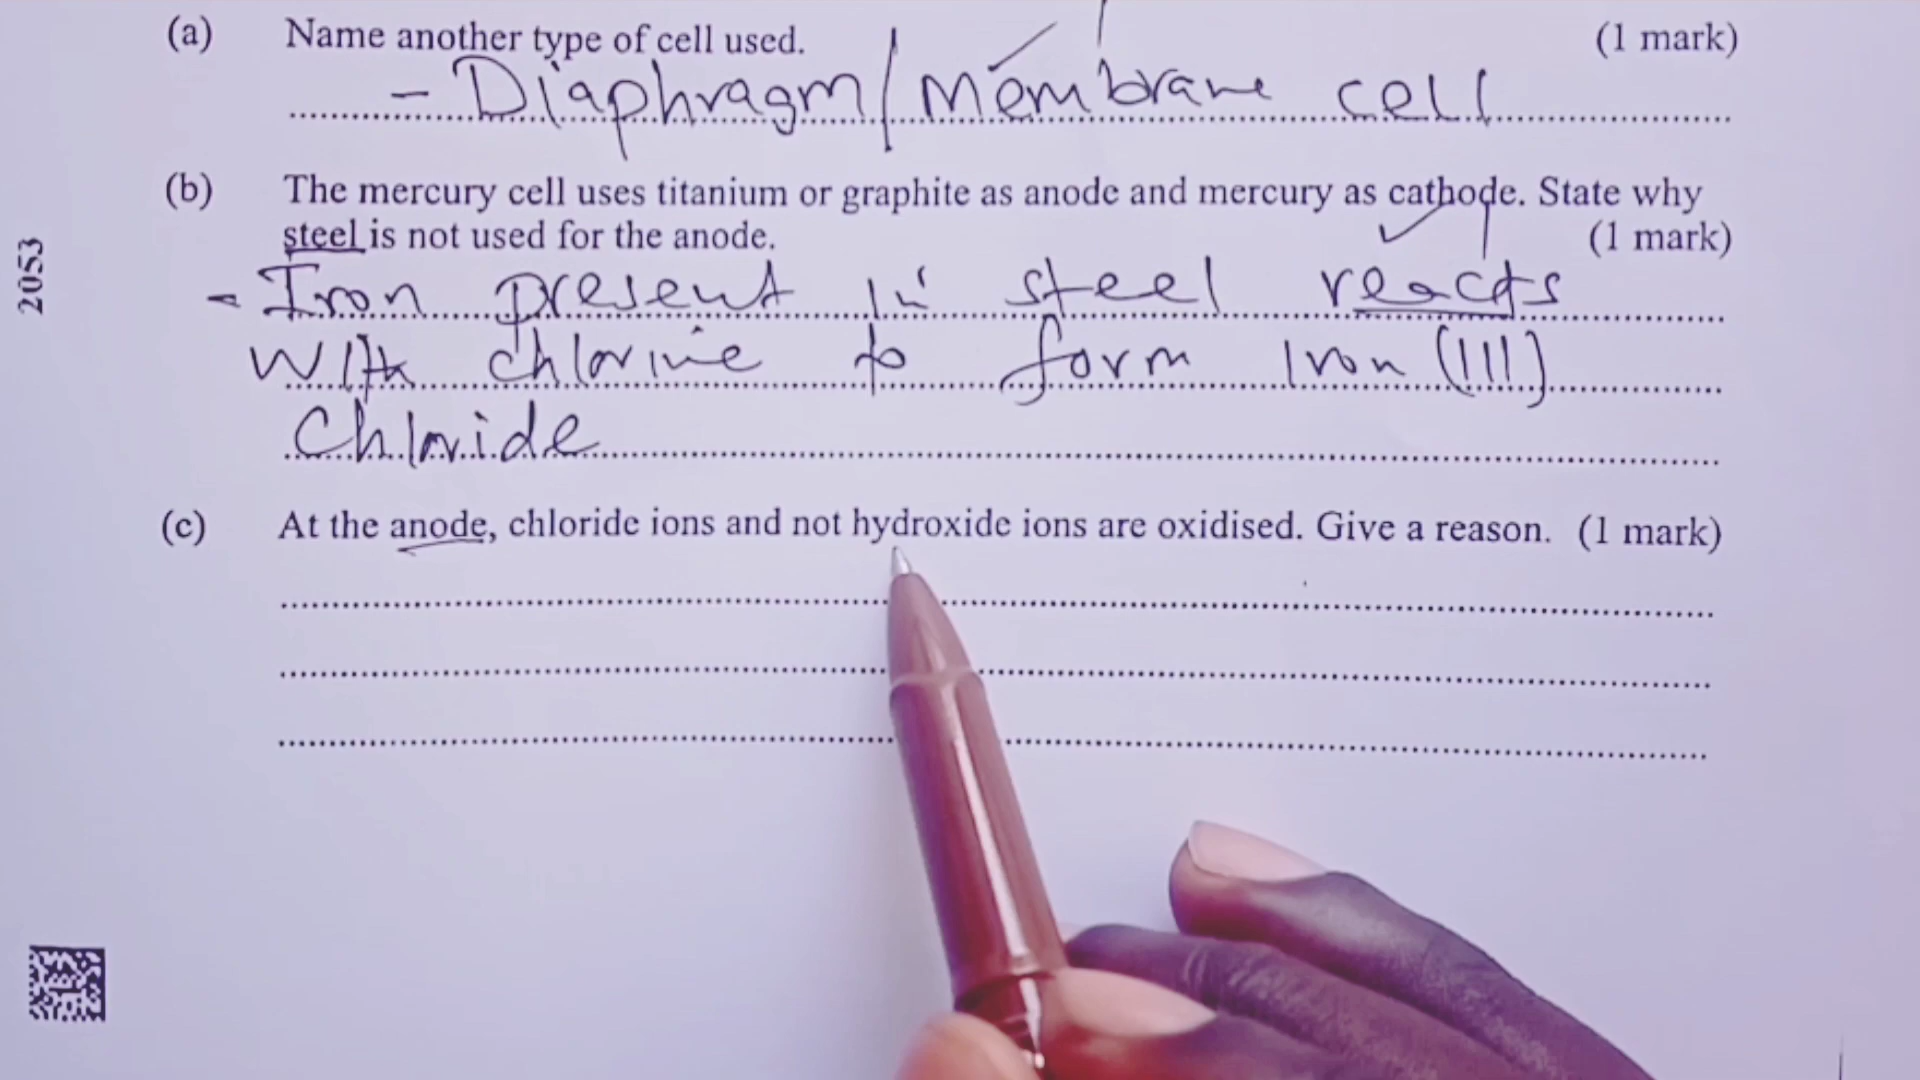 (a) Name another type of cell used. (1 mark)
- Diaphragm/Membrane cell
(b) The mercury cell uses titanium or graphite as anode and mercury as cathode. State why
steel is not used for the anode. (1 mark)
- Iron present in steel reacts
with chlorine to form Iron (III)
Chloride
(c) At the anode, chloride ions and not hydroxide ions are oxidised. Give a reason. (1 mark)
2053